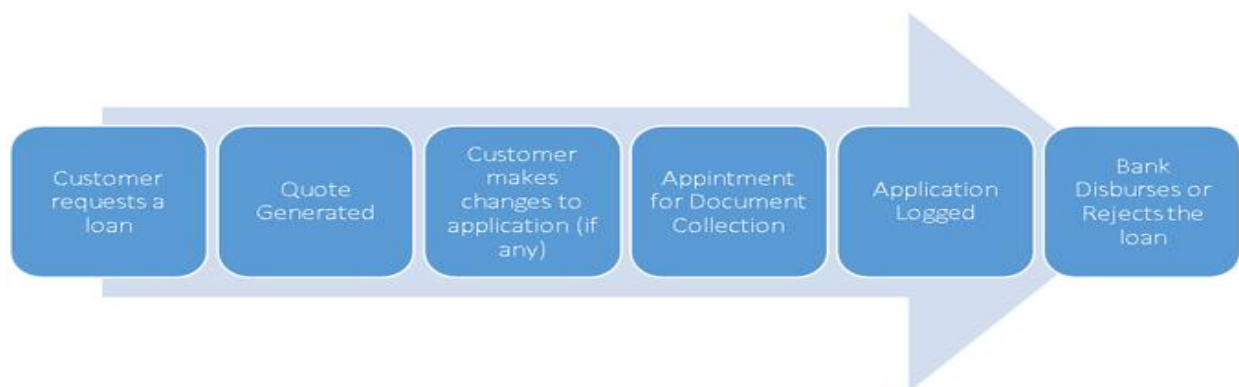 Customer
requests a
loan
Quote
Generated
Customer
makes
changes to
application (if
any)
Appintment
for Document
Collection
Application
Logged
Bank
Disburses or
Rejects the
loan